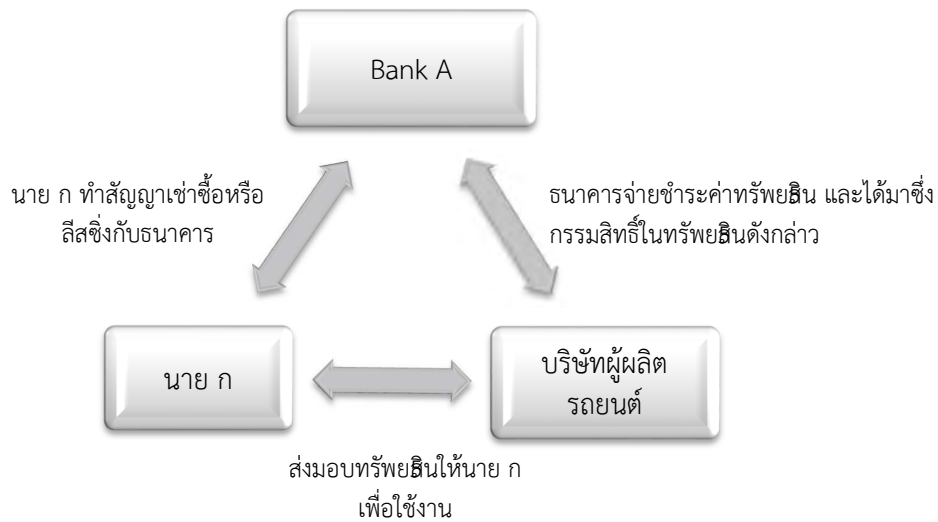 Bank A
นาย ก ทำสัญญาเช่าซื้อหรือ
ลีสซิ่งกับธนาคาร
ธนาคารจ่ายชำระค่าทรัพย์สิน และได้มาซึ่ง
กรรมสิทธิ์ในทรัพย์สินดังกล่าว
นาย ก
บริษัทผู้ผลิต
รถยนต์
ส่งมอบทรัพย์สินให้นาย ก
เพื่อใช้งาน